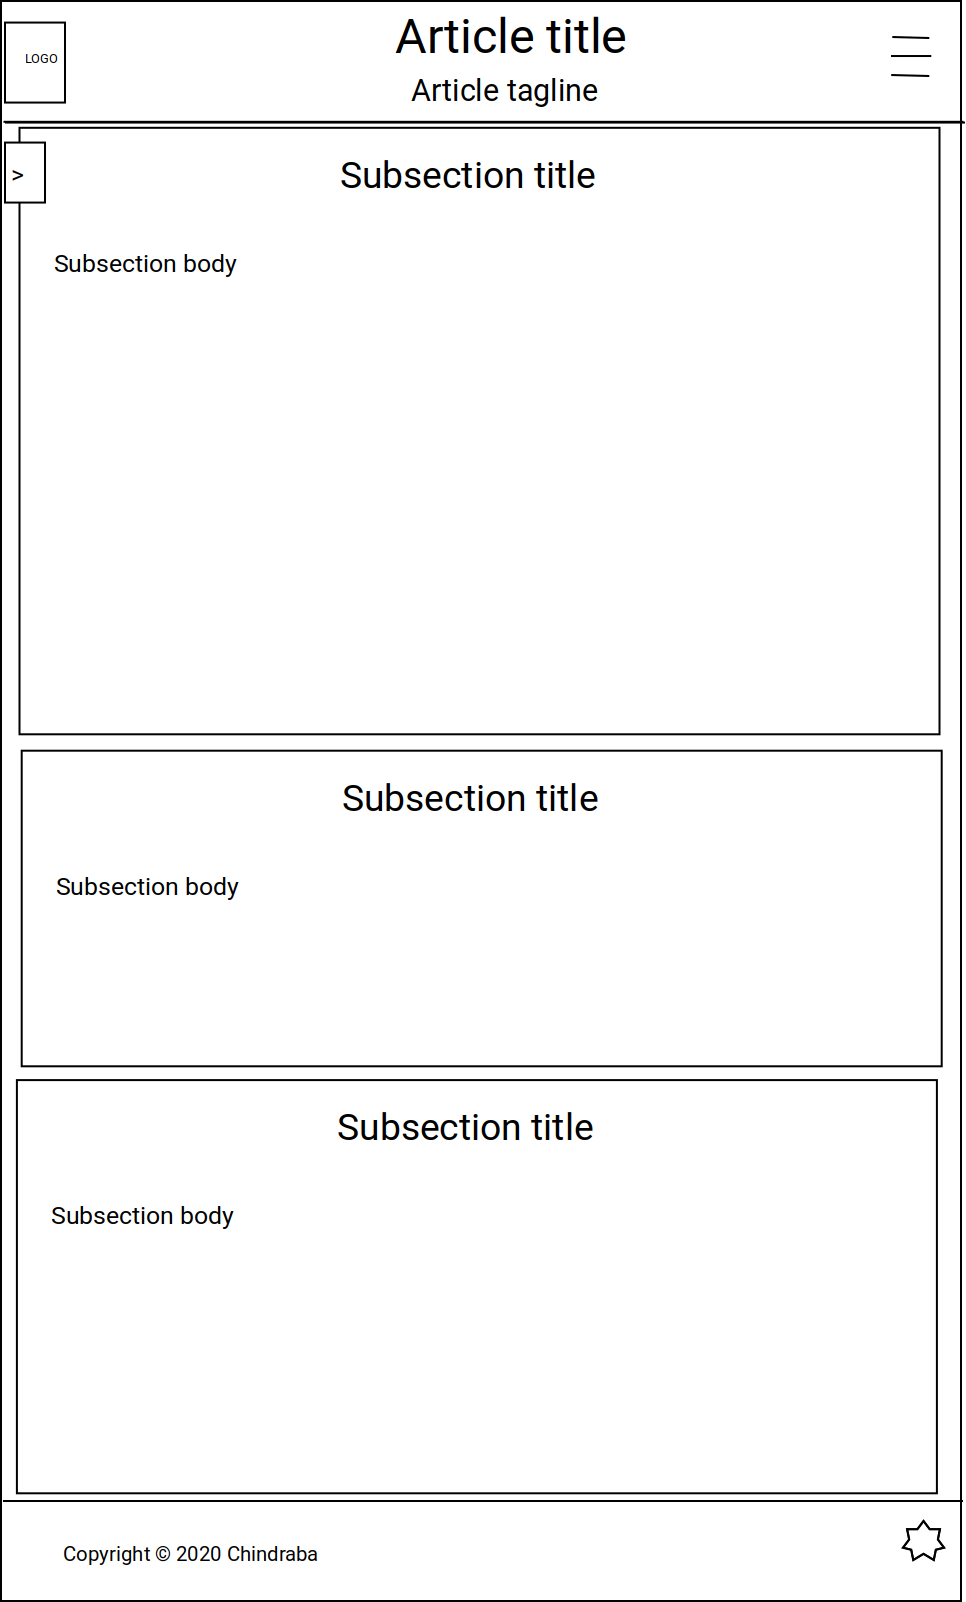 Article title
LOGO
Article tagline
>
Subsection title
Subsection body
Subsection title
Subsection body
Subsection title
Subsection body
Copyright © 2020 Chindraba